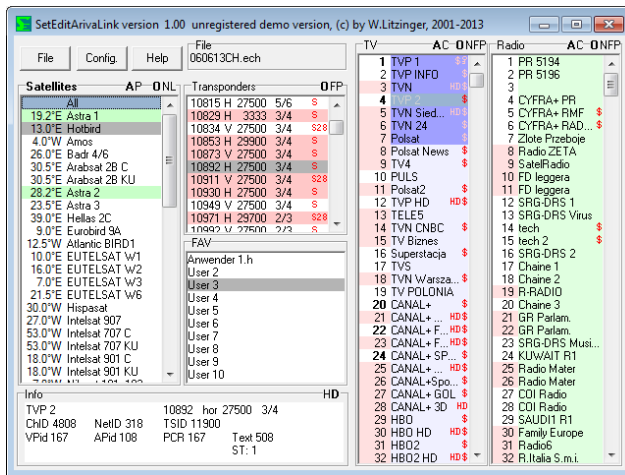 SetEditArivaLink version 1.00 unregistered demo version, (c) by W.Litzinger, 2001-2013
File Config. Help
File
060613CH.ech
Satellites AP-ONL
All
19.2°E Astra 1
13.0°E Hotbird
4.0°W Amos
26.0°E Badr 4/6
30.5°E Arabsat 2B C
30.5°E Arabsat 2B KU
28.2°E Astra 2
23.5°E Astra 3
39.0°E Hellas 2C
9.0°E Eurobird 9A
12.5°W Atlantic BIRD1
10.0°E EUTELSAT W1
16.0°E EUTELSAT W2
7.0°E EUTELSAT W3
21.5°E EUTELSAT W6
30.0°W Hispasat
27.0°W Intelsat 907
53.0°W Intelsat 707 C
53.0°W Intelsat 707 KU
18.0°W Intelsat 901 C
18.0°W Intelsat 901 KU
Transponders OFP
10815 H 27500 5/6 S
10829 H 3333 3/4 S
10834 V 27500 3/4 S28
10853 H 29900 3/4 S
10873 V 27500 3/4 S
10892 H 27500 3/4 S
10911 V 27500 3/4 S28
10930 H 27500 3/4 S
10949 V 27500 3/4 S
10971 H 29700 2/3 S28
10992 V 27500 2/3 S
FAV
Anwender 1.h
User 2
User 3
User 4
User 5
User 6
User 7
User 8
User 9
User 10
TV AC-ONFP
1 TVP 1 $?
2 TVP INFO $
3 TVN HD$
4 TVP 2 $
5 TVN Sied... HD$
6 TVN 24 $
7 Polsat $
8 Polsat News $
9 TV4 $
10 PULS
11 Polsat2 $
12 TVP HD HD$
13 TELE5
14 TVN CNBC $
15 TV Biznes
16 Superstacja $
17 TVS
18 TVN Warsza... $
19 TV POLONIA
20 CANAL+ $
21 CANAL+ ... HD$
22 CANAL+ F... HD$
23 CANAL+ F... HD$
24 CANAL+ SP... $
25 CANAL+ ... HD$
26 CANAL+Spo... $
27 CANAL+ GOL $
28 CANAL+ 3D HD
29 HBO $
30 HBO HD HD$
31 HBO2 $
32 HBO2 HD HD$
Radio AC-ONFP
1 PR 5194
2 PR 5196
3
4 CYFRA+ PR
5 CYFRA+ RMF $
6 CYFRA+ RAD... $
7 Zlote Przeboje
8 Radio ZETA
9 SatelRadio
10 FD leggera
11 FD leggera
12 SRG-DRS 1
13 SRG-DRS Virus
14 tech $
15 tech 2 $
16 SRG-DRS 2
17 Chaine 1
18 Chaine 2
19 R-RADIO
20 Chaine 3
21 GR Parlam.
22 GR Parlam.
23 SRG-DRS Musi...
24 KUWAIT R1
25 Radio Mater
26 Radio Mater
27 COI Radio
28 COI Radio
29 SAUDI1 R1
30 Family Europe
31 Radio6
32 R.Italia S.m.i.
Info HD
TVP 2 10892 hor 27500 3/4
ChID 4808 NetID 318 TSID 11900
VPid 167 APid 108 PCR 167 Text 508
ST: 1